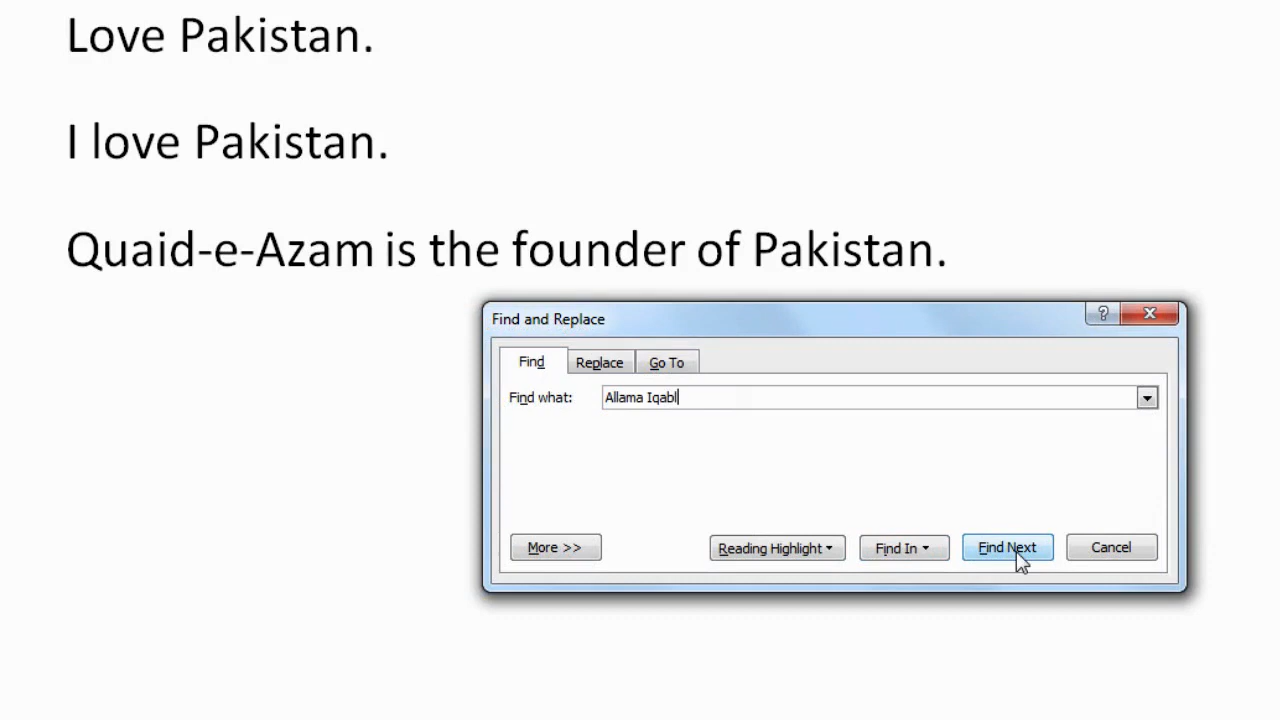 Love Pakistan.
I love Pakistan.
Quaid-e-Azam is the founder of Pakistan.
Find and Replace
?
Find Replace Go To
Find what: Allama Iqabl
More >> Reading Highlight Find In Find Next Cancel